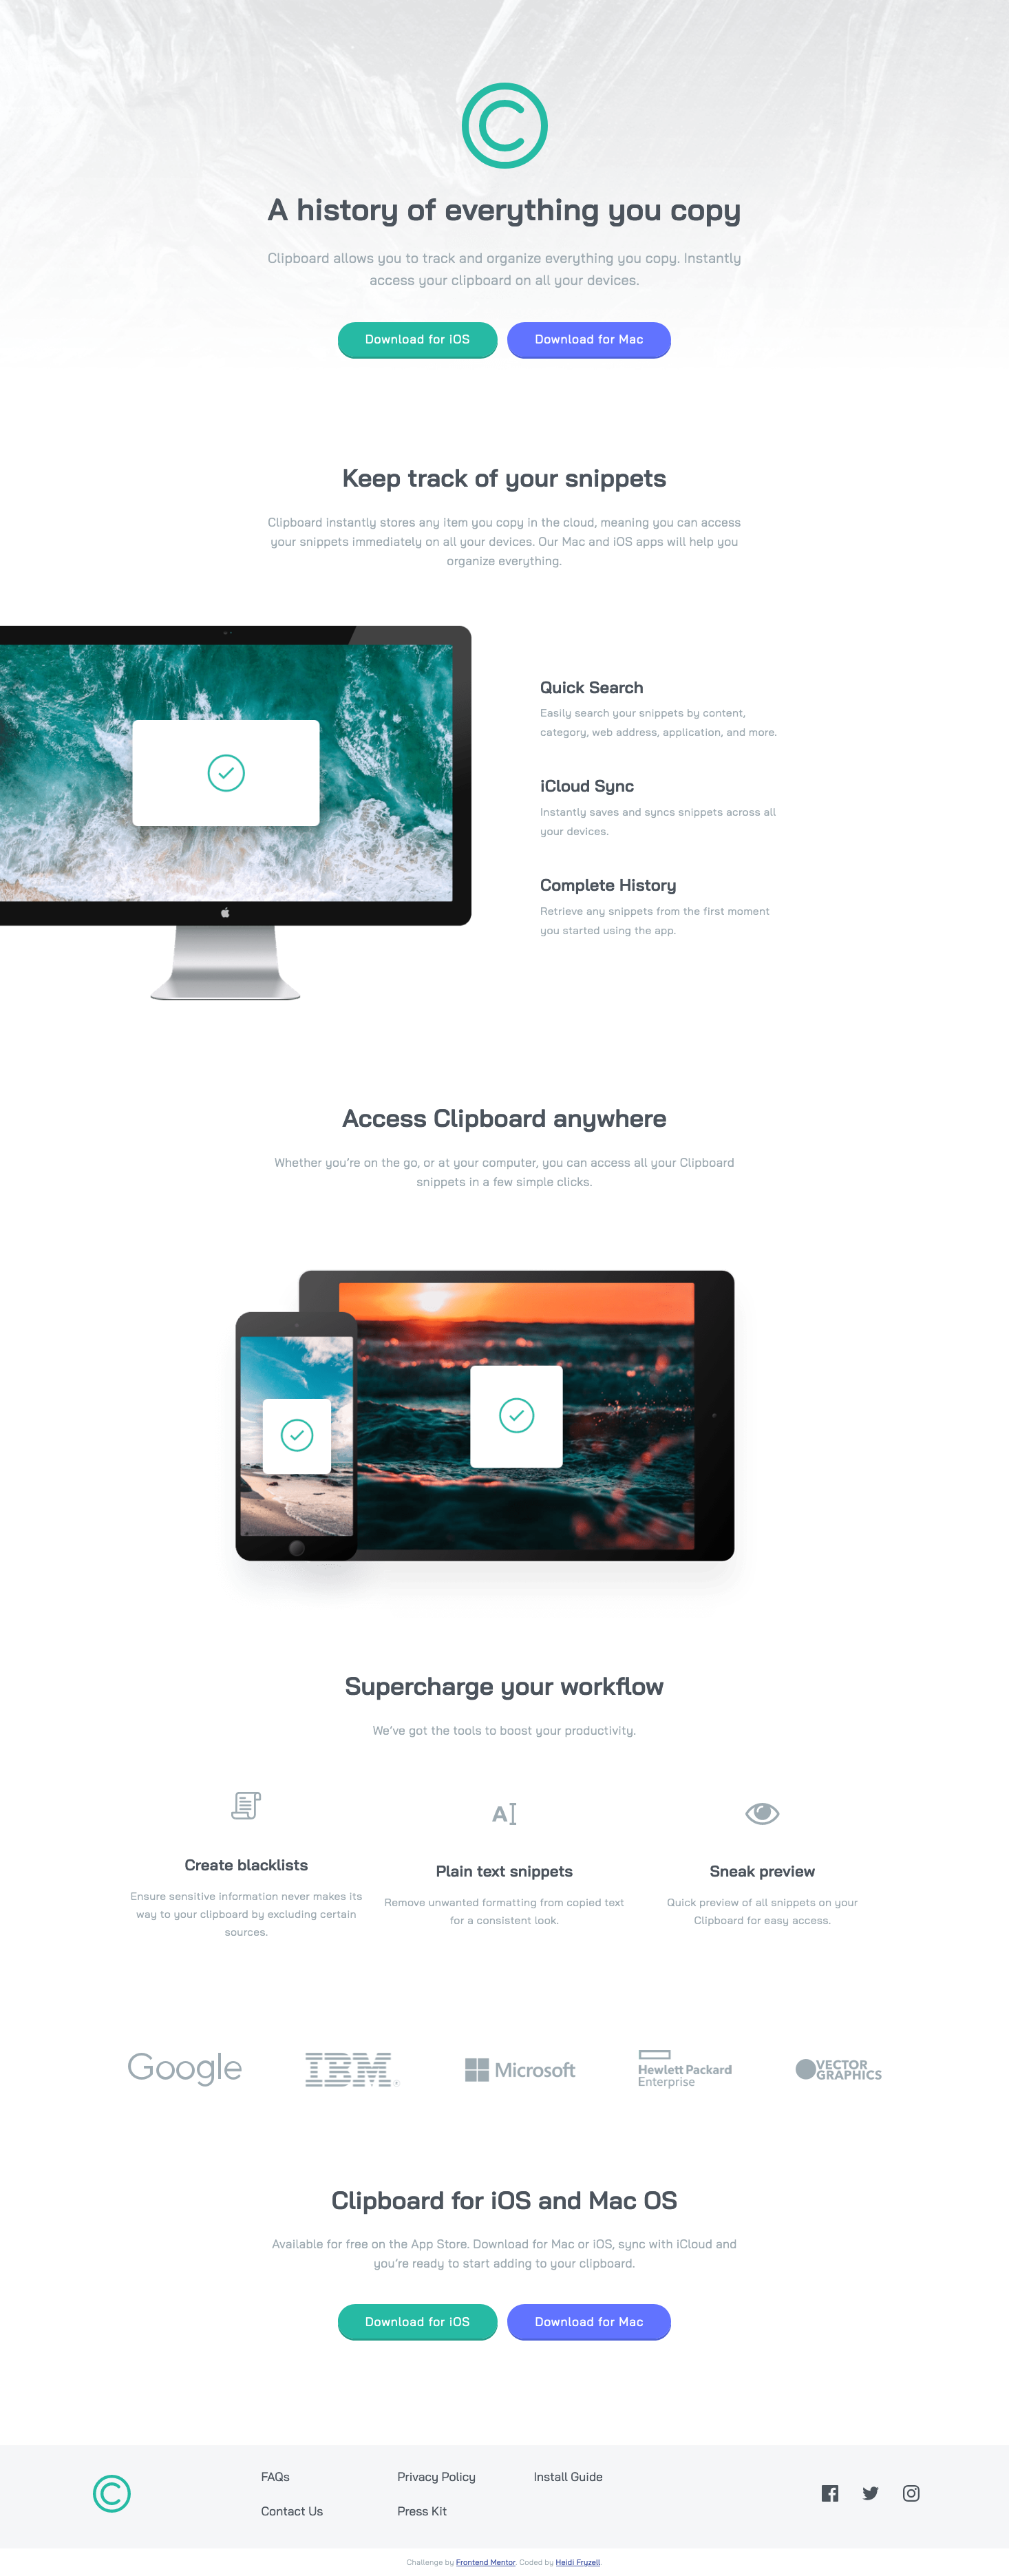 A history of everything you copy
Clipboard allows you to track and organize everything you copy. Instantly
access your clipboard on all your devices.
Download for iOS
Download for Mac
Keep track of your snippets
Clipboard instantly stores any item you copy in the cloud, meaning you can access
your snippets immediately on all your devices. Our Mac and iOS apps will help you
organize everything.
Quick Search
Easily search your snippets by content,
category, web address, application, and more.
iCloud Sync
Instantly saves and syncs snippets across all
your devices.
Complete History
Retrieve any snippets from the first moment
you started using the app.
Access Clipboard anywhere
Whether you’re on the go, or at your computer, you can access all your Clipboard
snippets in a few simple clicks.
Supercharge your workflow
We’ve got the tools to boost your productivity.
Create blacklists
Ensure sensitive information never makes its
way to your clipboard by excluding certain
sources.
Plain text snippets
Remove unwanted formatting from copied text
for a consistent look.
Sneak preview
Quick preview of all snippets on your
Clipboard for easy access.
Google
IBM®
Microsoft
Hewlett Packard
Enterprise
VECTOR
GRAPHICS
Clipboard for iOS and Mac OS
Available for free on the App Store. Download for Mac or iOS, sync with iCloud and
you’re ready to start adding to your clipboard.
Download for iOS
Download for Mac
FAQs
Contact Us
Privacy Policy
Press Kit
Install Guide
Challenge by Frontend Mentor. Coded by Heidi Fryzell.